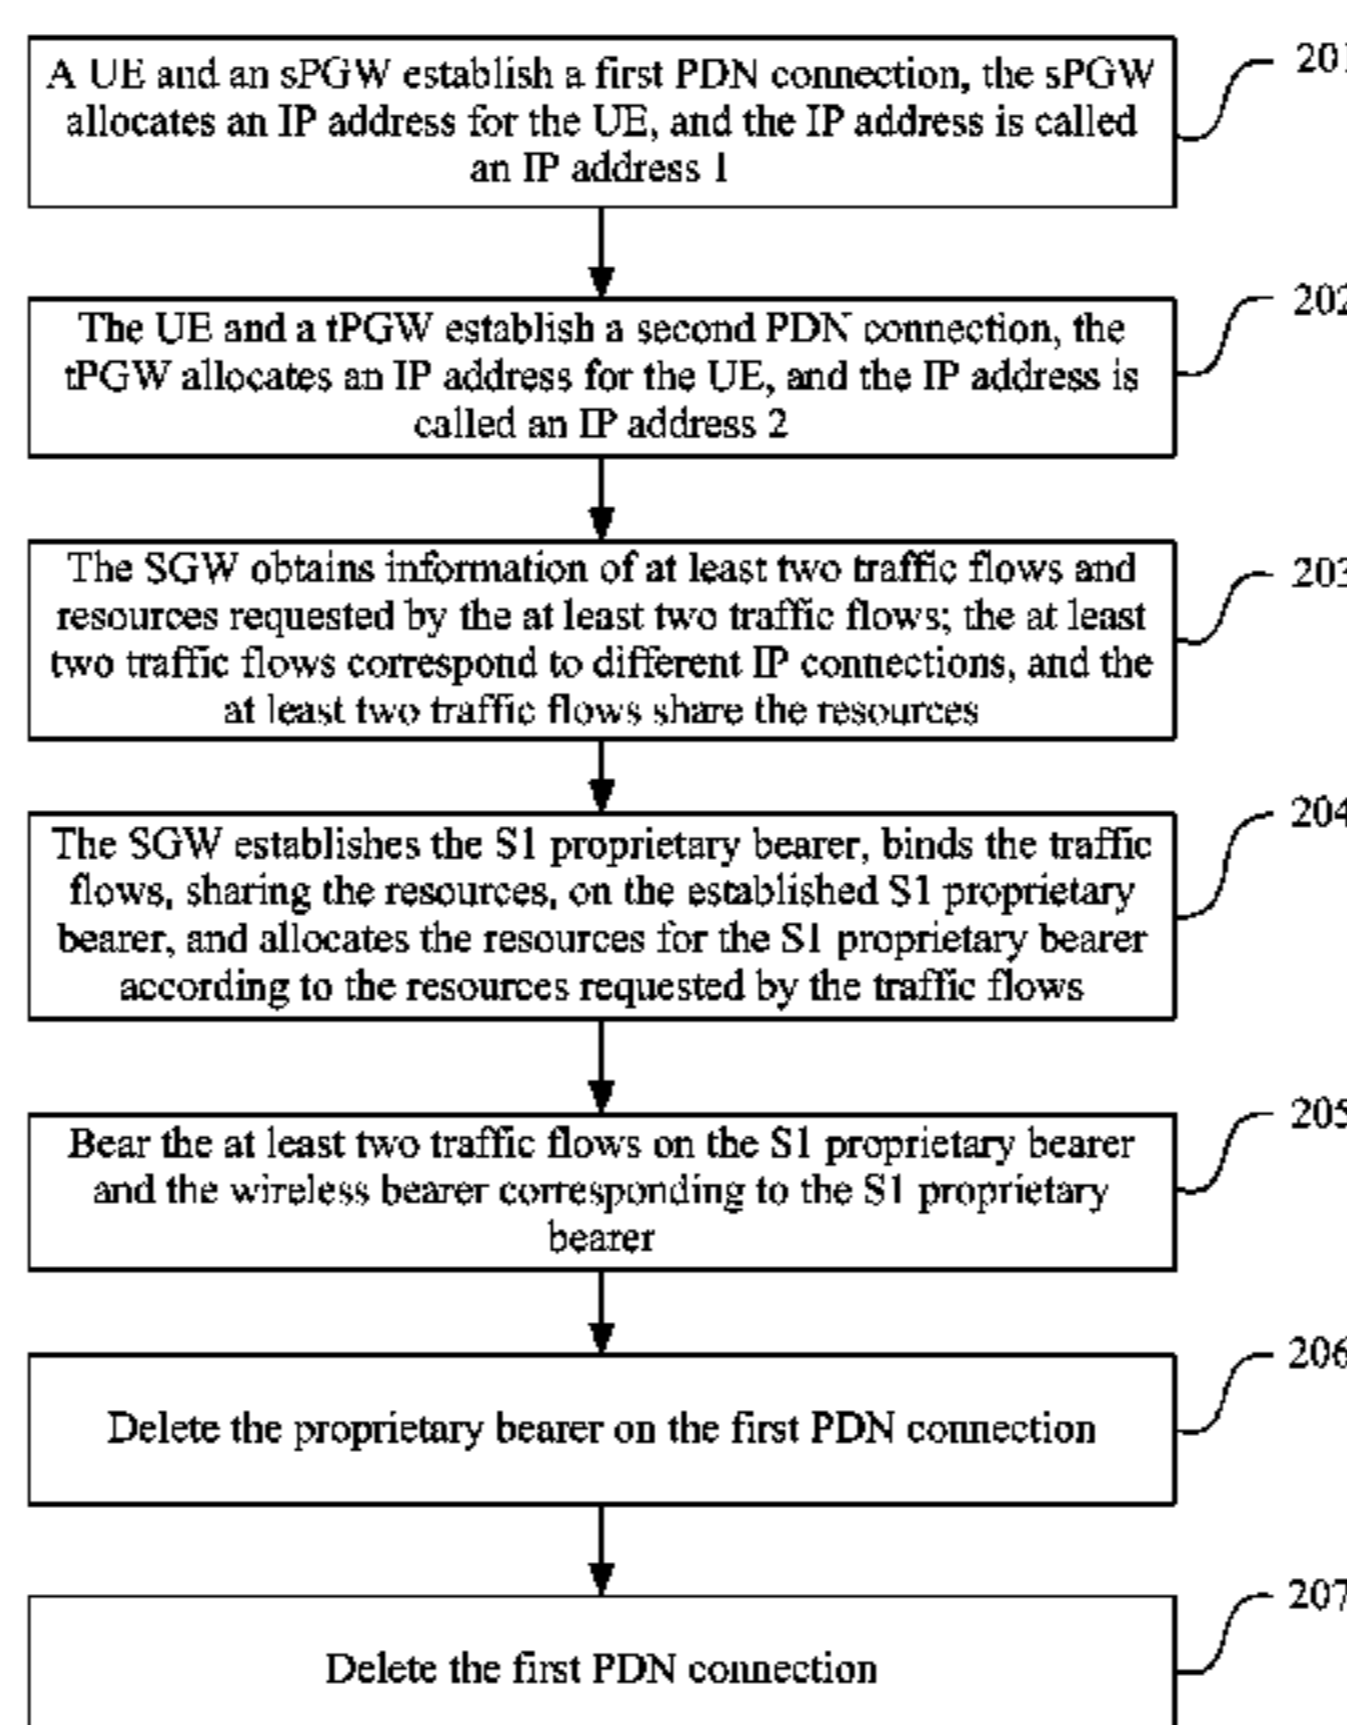 A UE and an sPGW establish a first PDN connection, the sPGW
allocates an IP address for the UE, and the IP address is called
an IP address 1
201
The UE and a tPGW establish a second PDN connection, the
tPGW allocates an IP address for the UE, and the IP address is
called an IP address 2
202
The SGW obtains information of at least two traffic flows and
resources requested by the at least two traffic flows; the at least
two traffic flows correspond to different IP connections, and the
at least two traffic flows share the resources
203
The SGW establishes the S1 proprietary bearer, binds the traffic
flows, sharing the resources, on the established S1 proprietary
bearer, and allocates the resources for the S1 proprietary bearer
according to the resources requested by the traffic flows
204
Bear the at least two traffic flows on the S1 proprietary bearer
and the wireless bearer corresponding to the S1 proprietary
bearer
205
Delete the proprietary bearer on the first PDN connection
206
Delete the first PDN connection
207